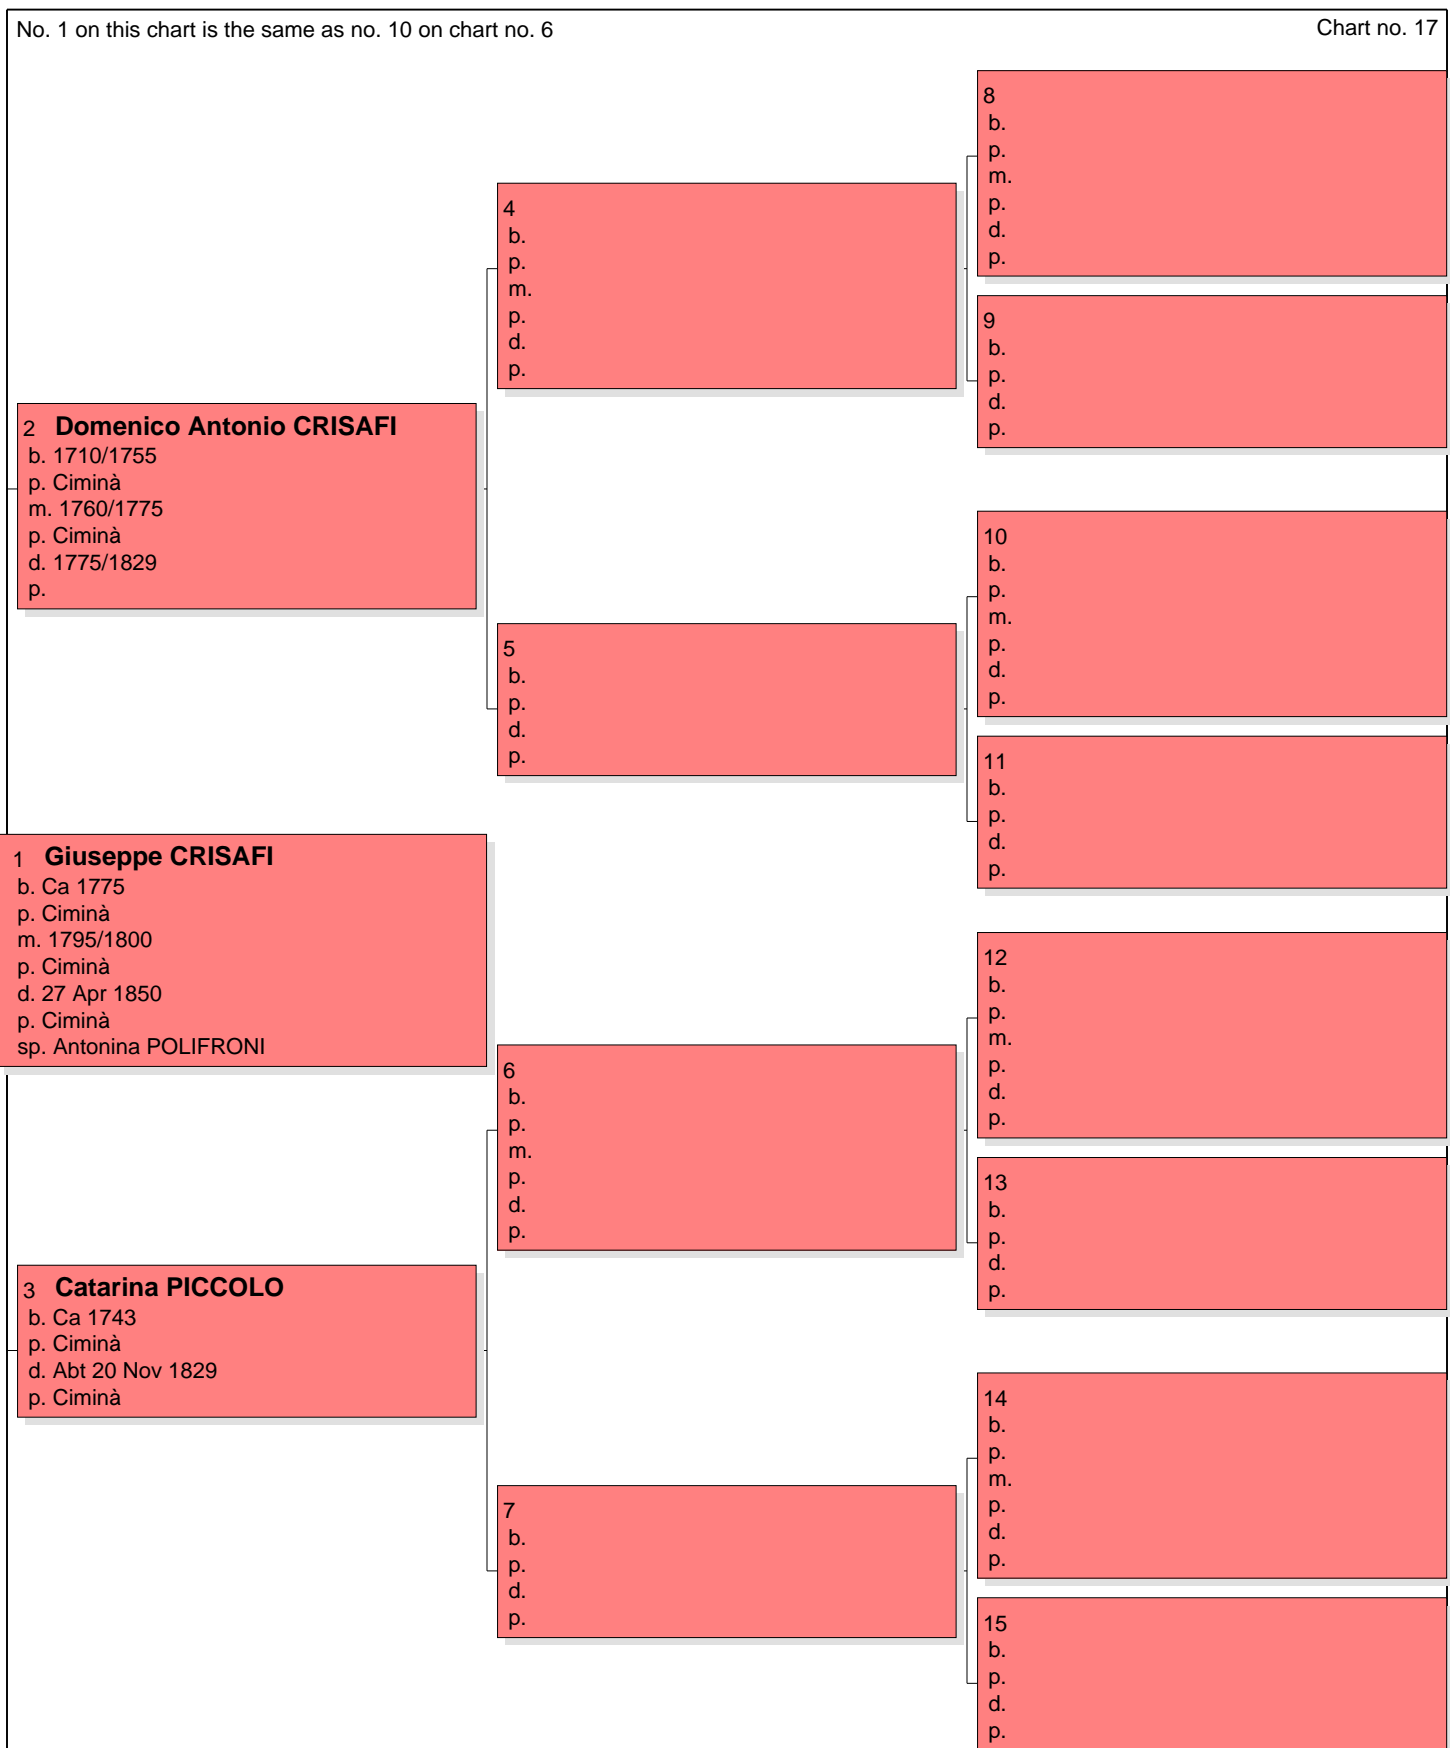 No. 1 on this chart is the same as no. 10 on chart no. 6
Chart no. 17
8
b.
p.
m.
p.
d.
p.
4
b.
p.
m.
p.
d.
p.
9
b.
p.
d.
p.
2 Domenico Antonio CRISAFI
b. 1710/1755
p. Ciminà
m. 1760/1775
p. Ciminà
d. 1775/1829
p.
10
b.
p.
m.
p.
d.
p.
5
b.
p.
d.
p.
11
b.
p.
d.
p.
1 Giuseppe CRISAFI
b. Ca 1775
p. Ciminà
m. 1795/1800
p. Ciminà
d. 27 Apr 1850
p. Ciminà
sp. Antonina POLIFRONI
12
b.
p.
m.
p.
d.
p.
6
b.
p.
m.
p.
d.
p.
13
b.
p.
d.
p.
3 Catarina PICCOLO
b. Ca 1743
p. Ciminà
d. Abt 20 Nov 1829
p. Ciminà
14
b.
p.
m.
p.
d.
p.
7
b.
p.
d.
p.
15
b.
p.
d.
p.